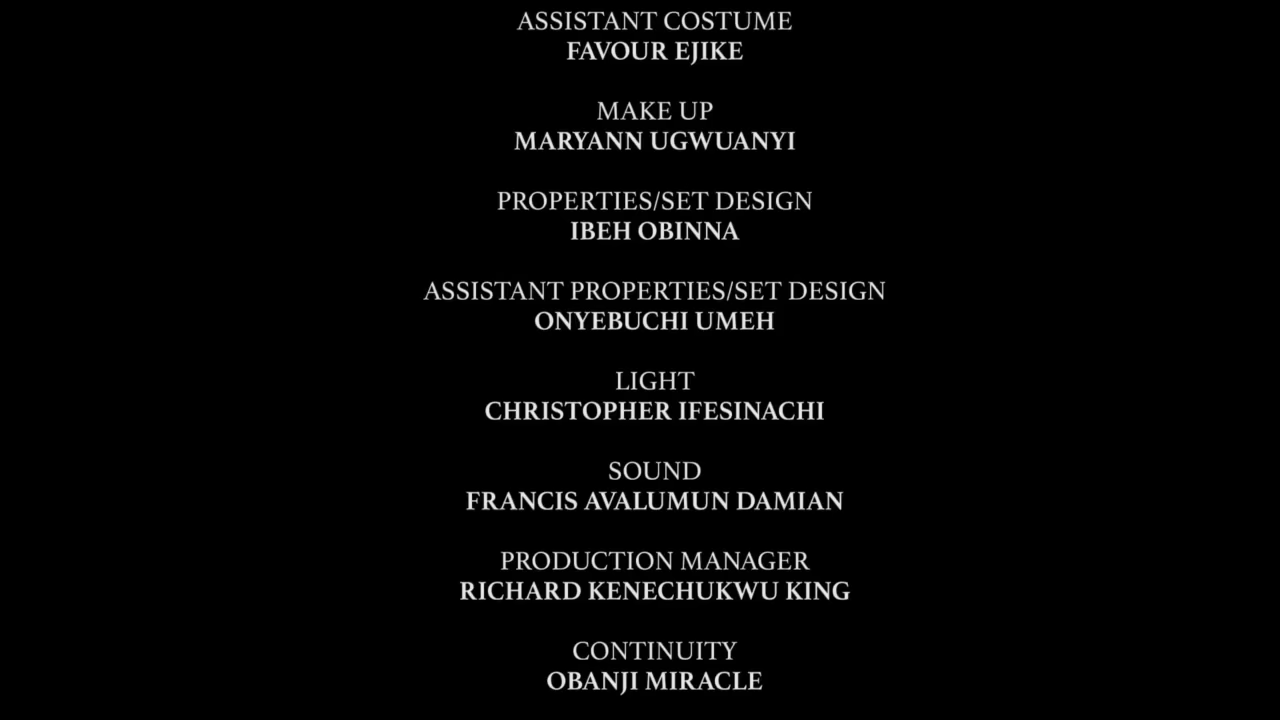 ASSISTANT COSTUME
FAVOUR EJIKE
MAKE UP
MARYANN UGWUANYI
PROPERTIES/SET DESIGN
IBEH OBINNA
ASSISTANT PROPERTIES/SET DESIGN
ONYEBUCHI UMEH
LIGHT
CHRISTOPHER IFESINACHI
SOUND
FRANCIS AVALUMUN DAMIAN
PRODUCTION MANAGER
RICHARD KENECHUKWU KING
CONTINUITY
OBANJI MIRACLE